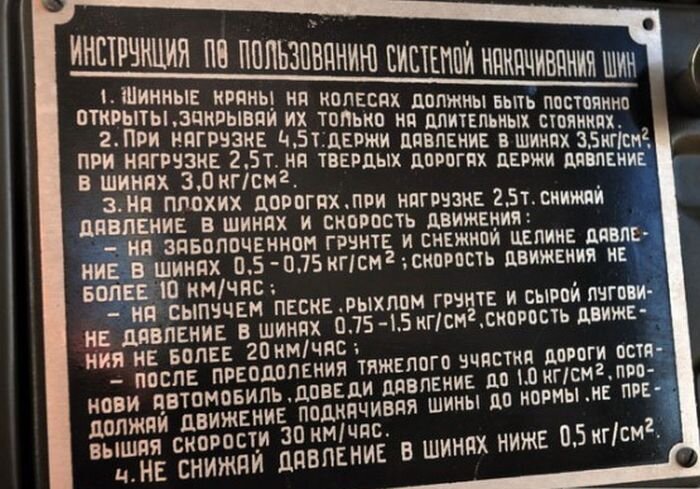 ИНСТРУКЦИЯ ПО ПОЛЬЗОВАНИЮ СИСТЕМОЙ НАКАЧИВАНИЯ ШИН
1. ШИННЫЕ КРАНЫ НА КОЛЕСАХ ДОЛЖНЫ БЫТЬ ПОСТОЯННО
ОТКРЫТЫ, ЗАКРЫВАЙ ИХ ТОЛЬКО НА ДЛИТЕЛЬНЫХ СТОЯНКАХ.
2. ПРИ НАГРУЗКЕ 4,5Т. ДЕРЖИ ДАВЛЕНИЕ В ШИНАХ 3,5КГ/СМ²,
ПРИ НАГРУЗКЕ 2,5Т. НА ТВЕРДЫХ ДОРОГАХ ДЕРЖИ ДАВЛЕНИЕ
В ШИНАХ 3,0 КГ/СМ².
3. НА ПЛОХИХ ДОРОГАХ, ПРИ НАГРУЗКЕ 2,5Т. СНИЖАЙ
ДАВЛЕНИЕ В ШИНАХ И СКОРОСТЬ ДВИЖЕНИЯ:
– НА ЗАБОЛОЧЕННОМ ГРУНТЕ И СНЕЖНОЙ ЦЕЛИНЕ ДАВЛЕ-
НИЕ В ШИНАХ 0,5-0,75 КГ/СМ²; СКОРОСТЬ ДВИЖЕНИЯ НЕ
БОЛЕЕ 10 КМ/ЧАС;
– НА СЫПУЧЕМ ПЕСКЕ, РЫХЛОМ ГРУНТЕ И СЫРОЙ ЛУГОВИ-
НЕ ДАВЛЕНИЕ В ШИНАХ 0,75-1,5 КГ/СМ², СКОРОСТЬ ДВИЖЕ-
НИЯ НЕ БОЛЕЕ 20 КМ/ЧАС;
– ПОСЛЕ ПРЕОДОЛЕНИЯ ТЯЖЕЛОГО УЧАСТКА ДОРОГИ ОСТА-
НОВИ АВТОМОБИЛЬ, ДОВЕДИ ДАВЛЕНИЕ ДО 1.0 КГ/СМ², ПРО-
ДОЛЖАЙ ДВИЖЕНИЕ ПОДКАЧИВАЯ ШИНЫ ДО НОРМЫ, НЕ ПРЕ-
ВЫШАЯ СКОРОСТИ 30 КМ/ЧАС.
4. НЕ СНИЖАЙ ДАВЛЕНИЕ В ШИНАХ НИЖЕ 0,5 КГ/СМ².